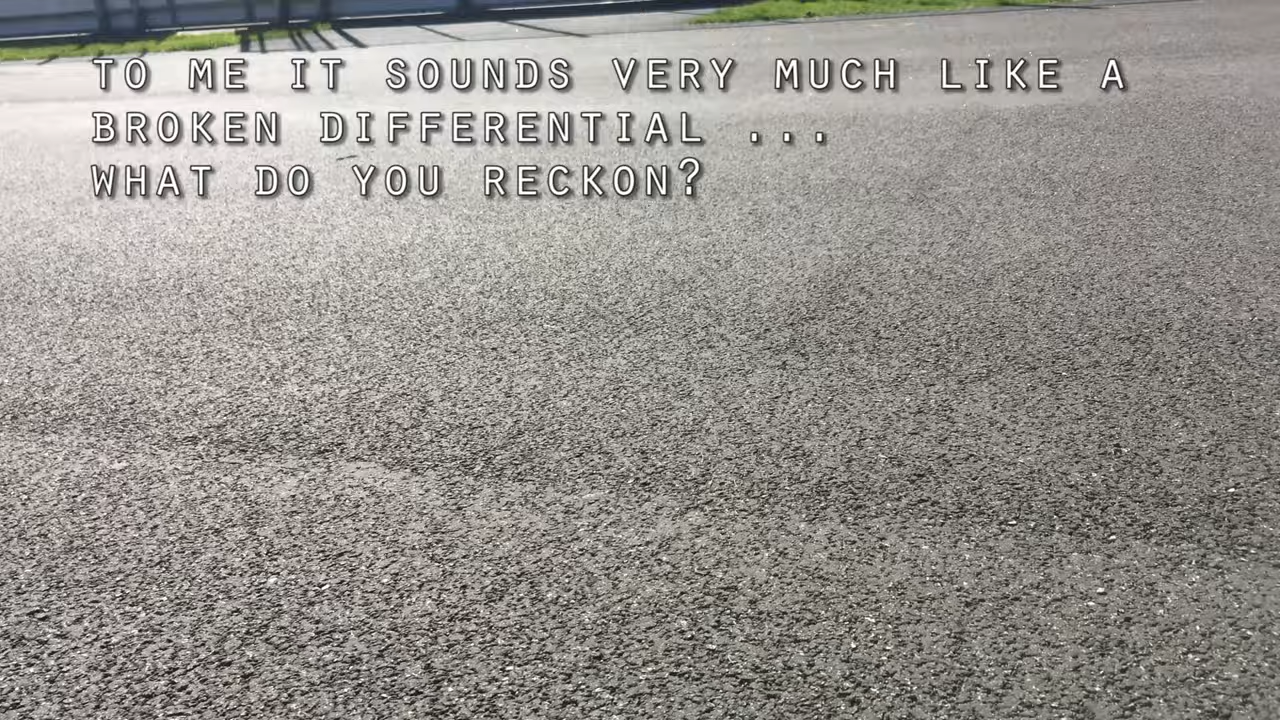 TO ME IT SOUNDS VERY MUCH LIKE A
BROKEN DIFFERENTIAL ...
WHAT DO YOU RECKON?